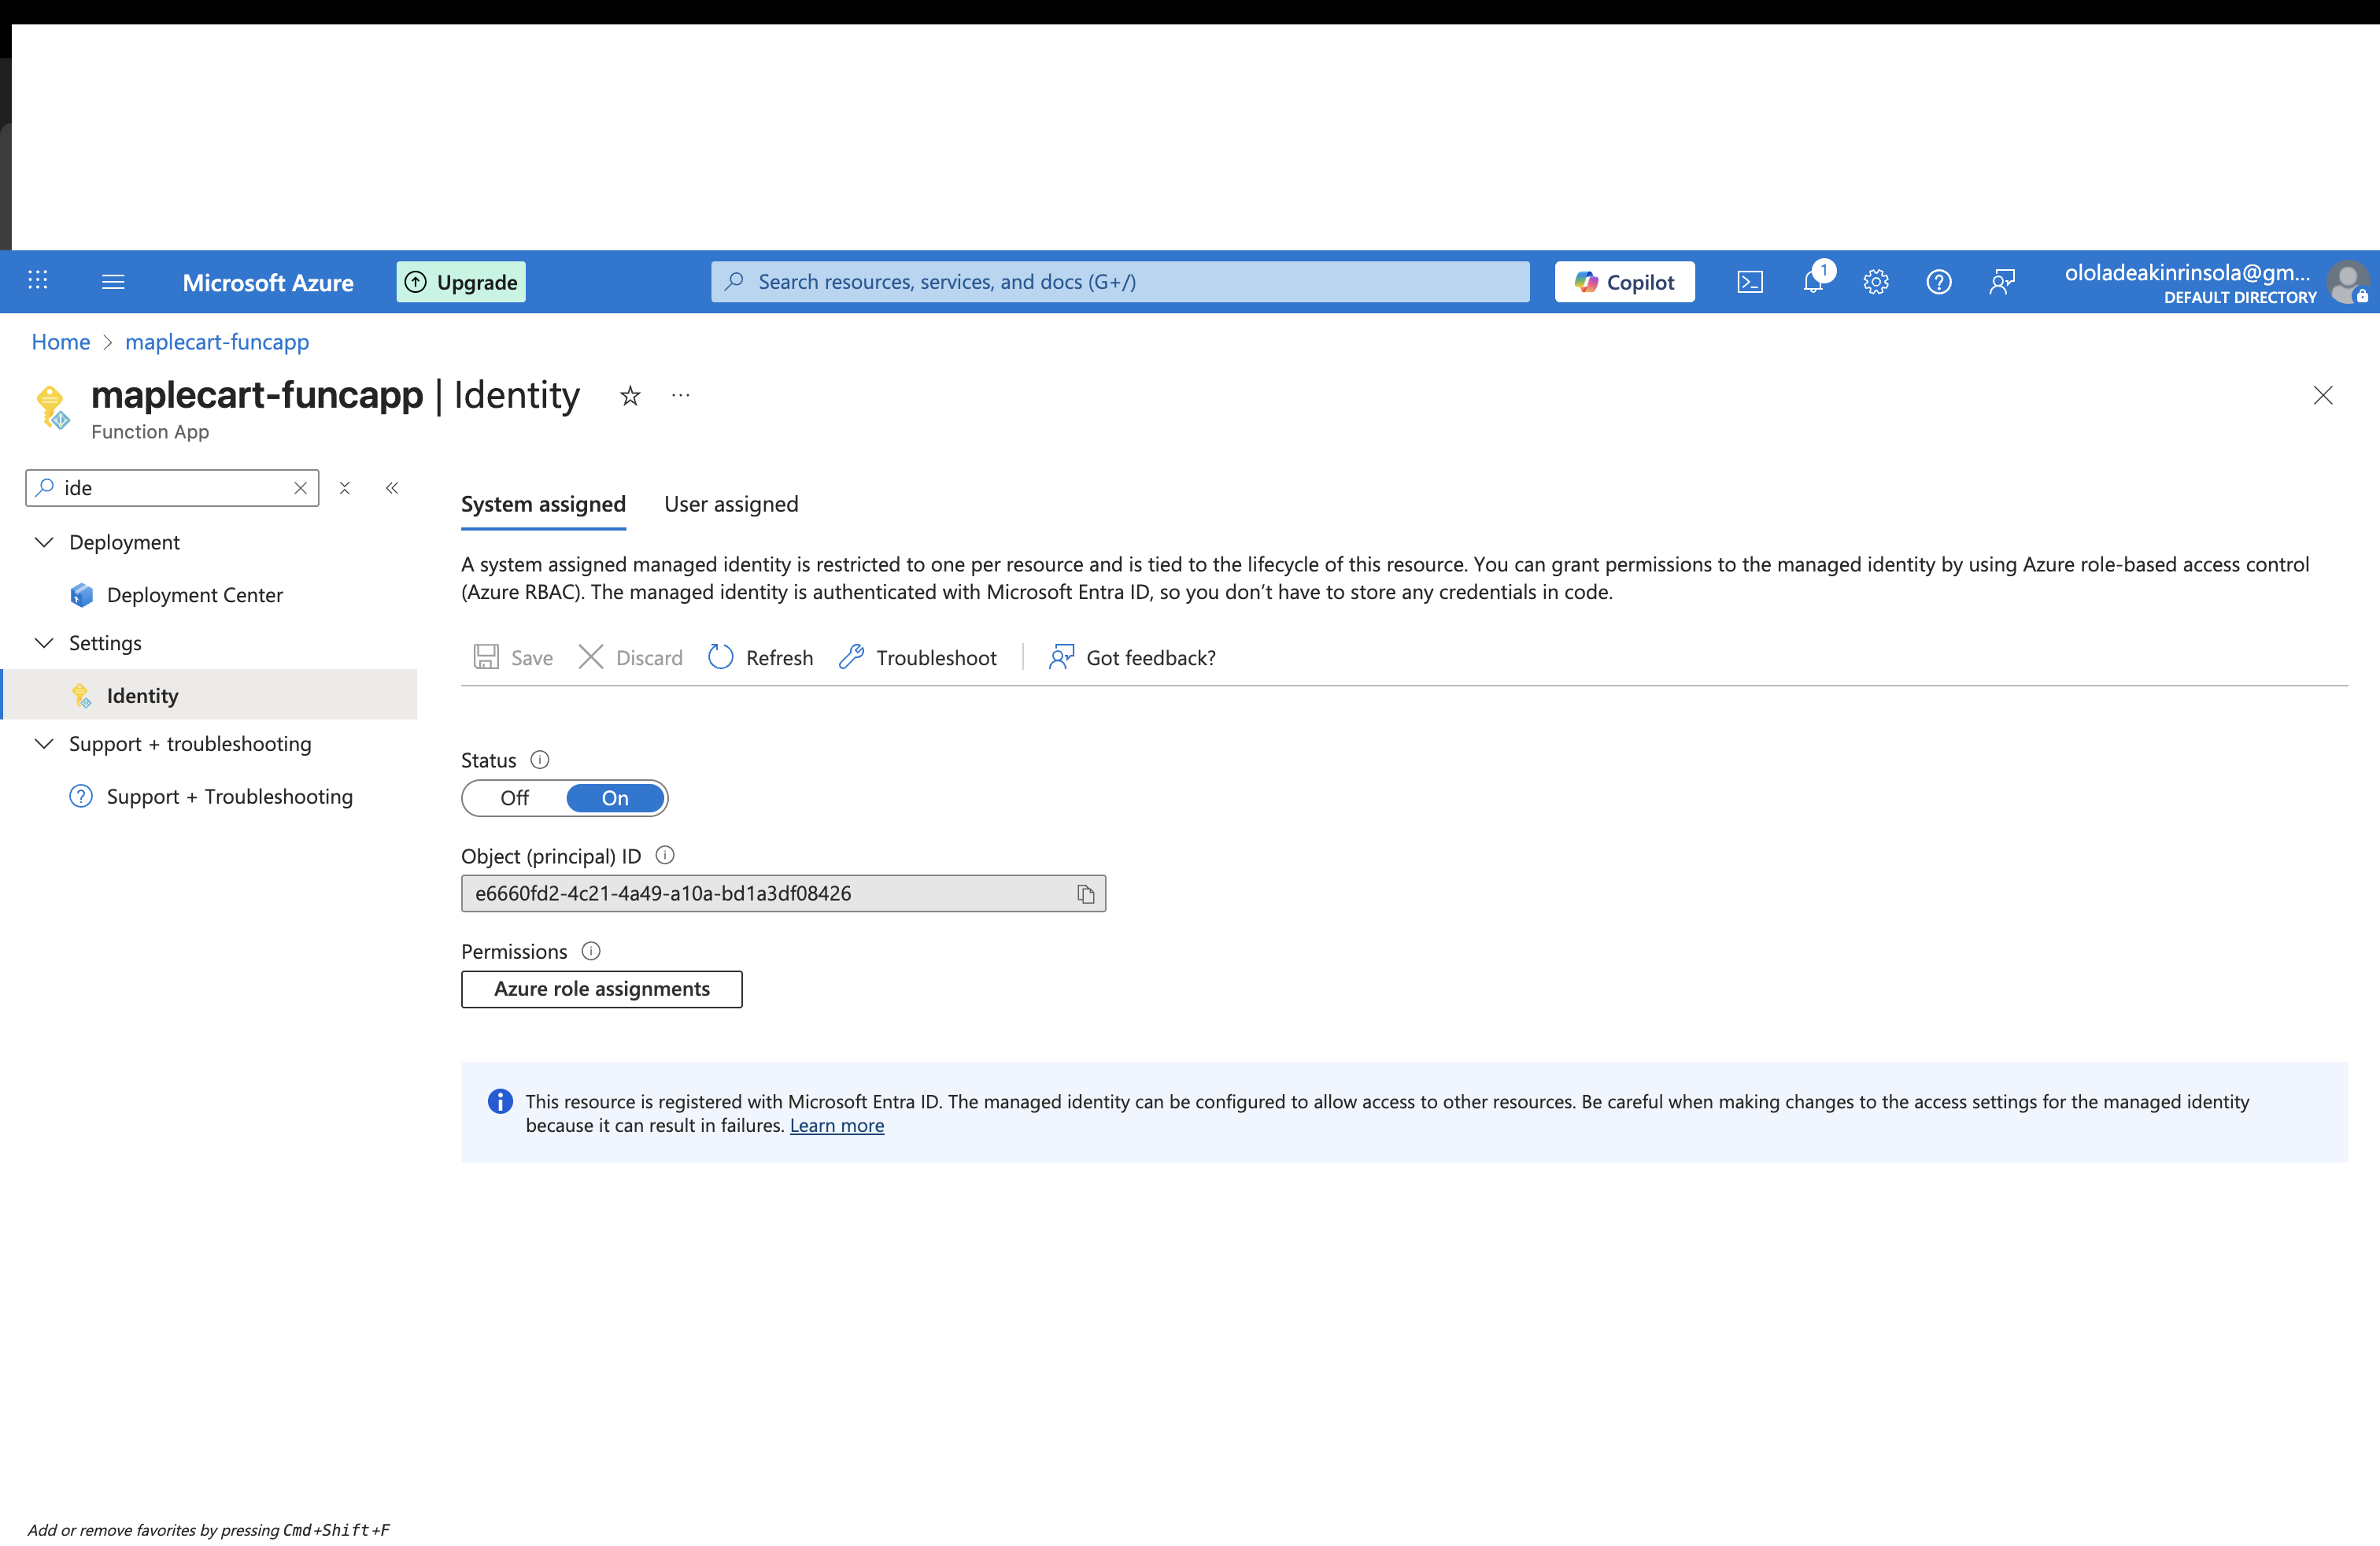 Microsoft Azure
Upgrade
Search resources, services, and docs (G+/)
Copilot
1
ololadeakinrinsola@gm...
DEFAULT DIRECTORY
Home > maplecart-funcapp
maplecart-funcapp | Identity
Function App
ide
Deployment
Deployment Center
Settings
Identity
Support + troubleshooting
Support + Troubleshooting
System assigned
User assigned
A system assigned managed identity is restricted to one per resource and is tied to the lifecycle of this resource. You can grant permissions to the managed identity by using Azure role-based access control
(Azure RBAC). The managed identity is authenticated with Microsoft Entra ID, so you don’t have to store any credentials in code.
Save
Discard
Refresh
Troubleshoot
Got feedback?
Status
Off
On
Object (principal) ID
e6660fd2-4c21-4a49-a10a-bd1a3df08426
Permissions
Azure role assignments
This resource is registered with Microsoft Entra ID. The managed identity can be configured to allow access to other resources. Be careful when making changes to the access settings for the managed identity
because it can result in failures. Learn more
Add or remove favorites by pressing Cmd+Shift+F